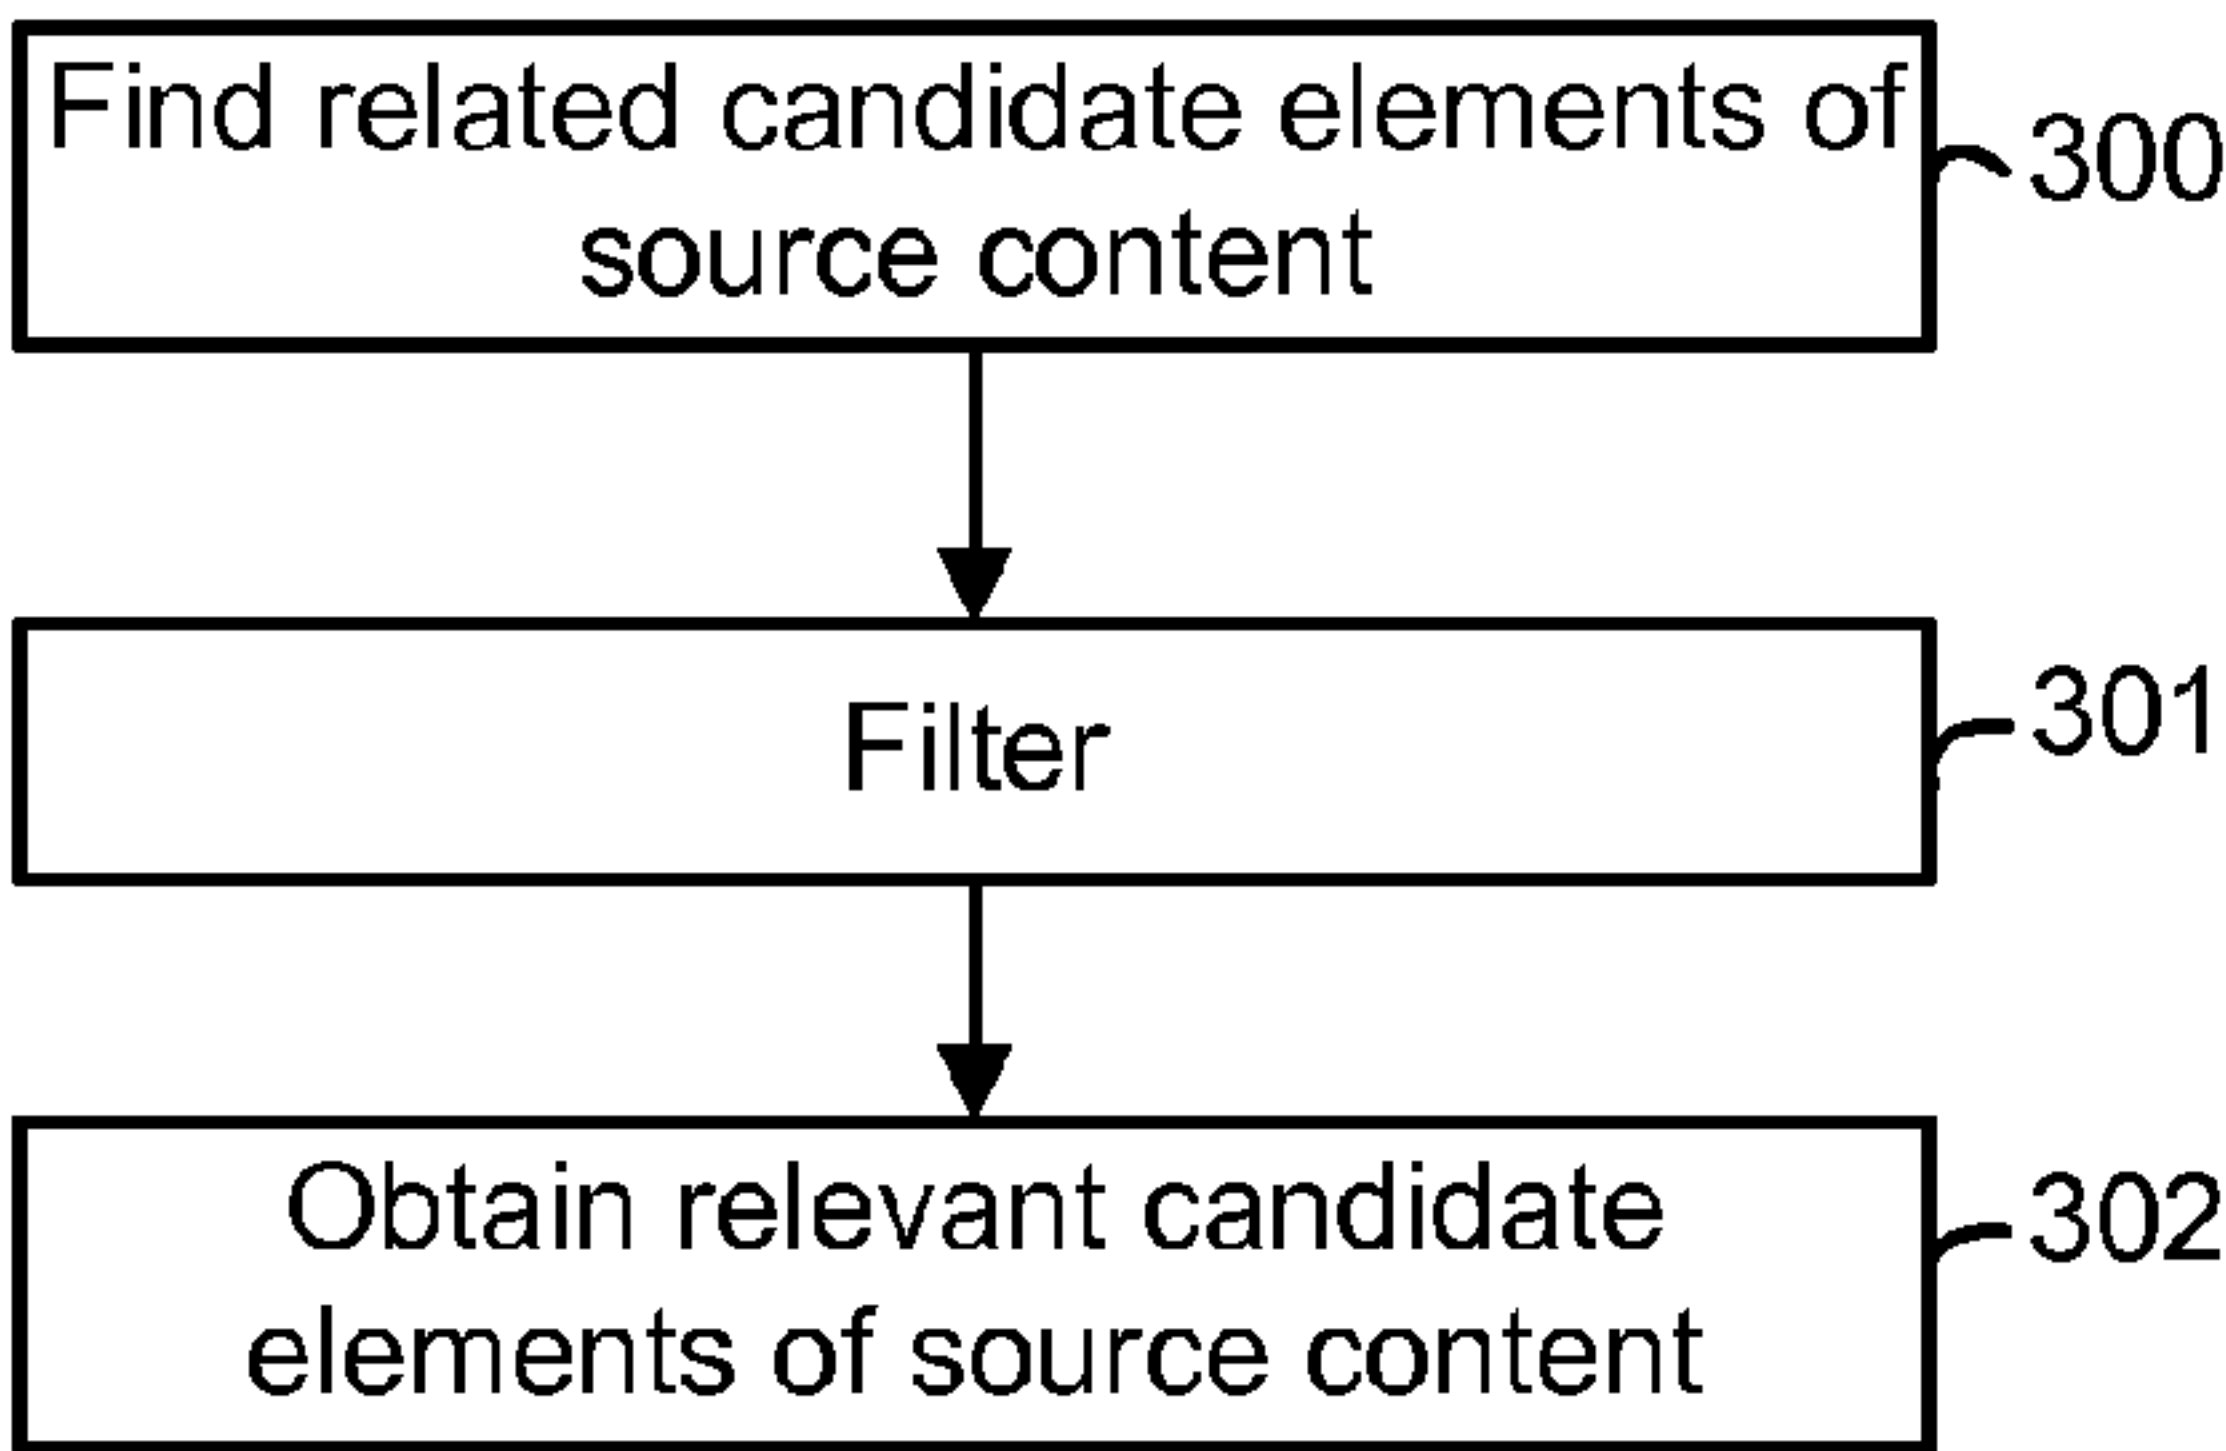 Find related candidate elements of
source content
300
Filter
301
Obtain relevant candidate
elements of source content
302